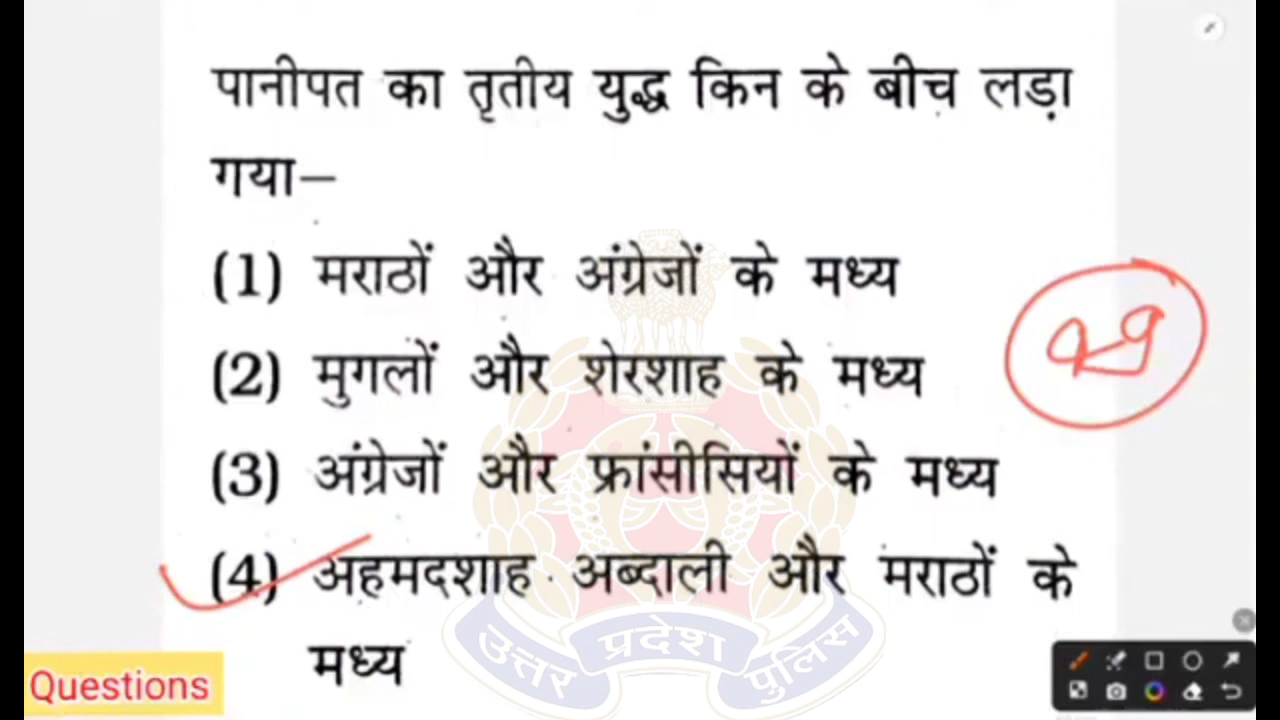 पानीपत का तृतीय युद्ध किन के बीच लड़ा
गया–
(1) मराठों और अंग्रेजों के मध्य
(2) मुगलों और शेरशाह के मध्य
(3) अंग्रेजों और फ्रांसीसियों के मध्य
(4) अहमदशाह अब्दाली और मराठों के
मध्य
उत्तर प्रदेश पुलिस
Questions